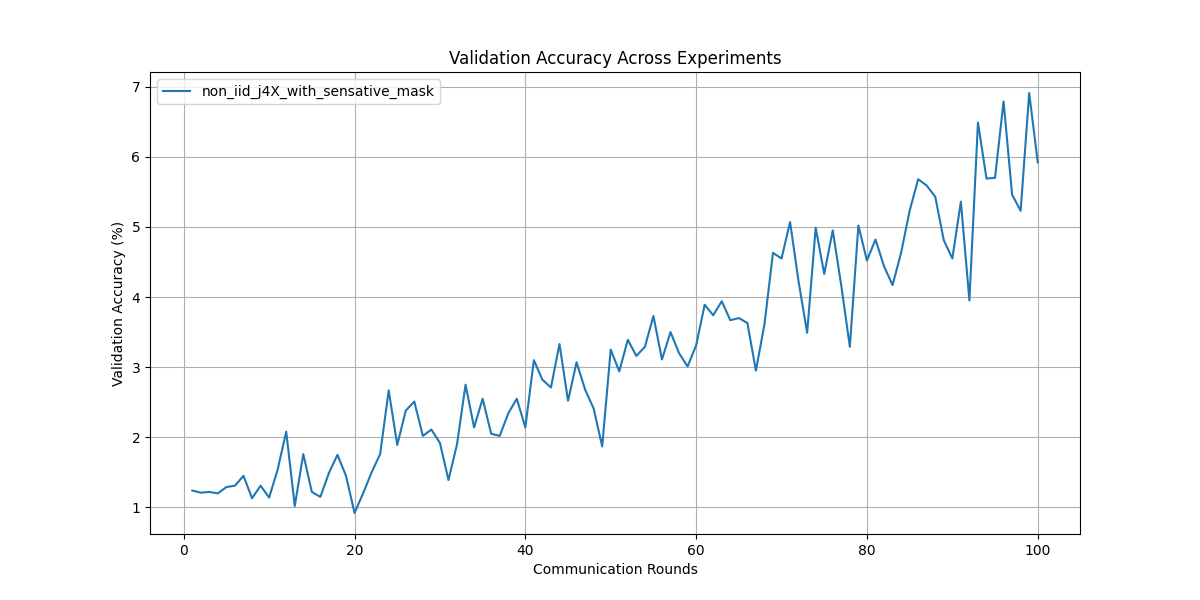 Validation Accuracy Across Experiments
non_iid_j4X_with_sensative_mask
Validation Accuracy (%)
7
6
5
4
3
2
1
0 20 40 60 80 100
Communication Rounds